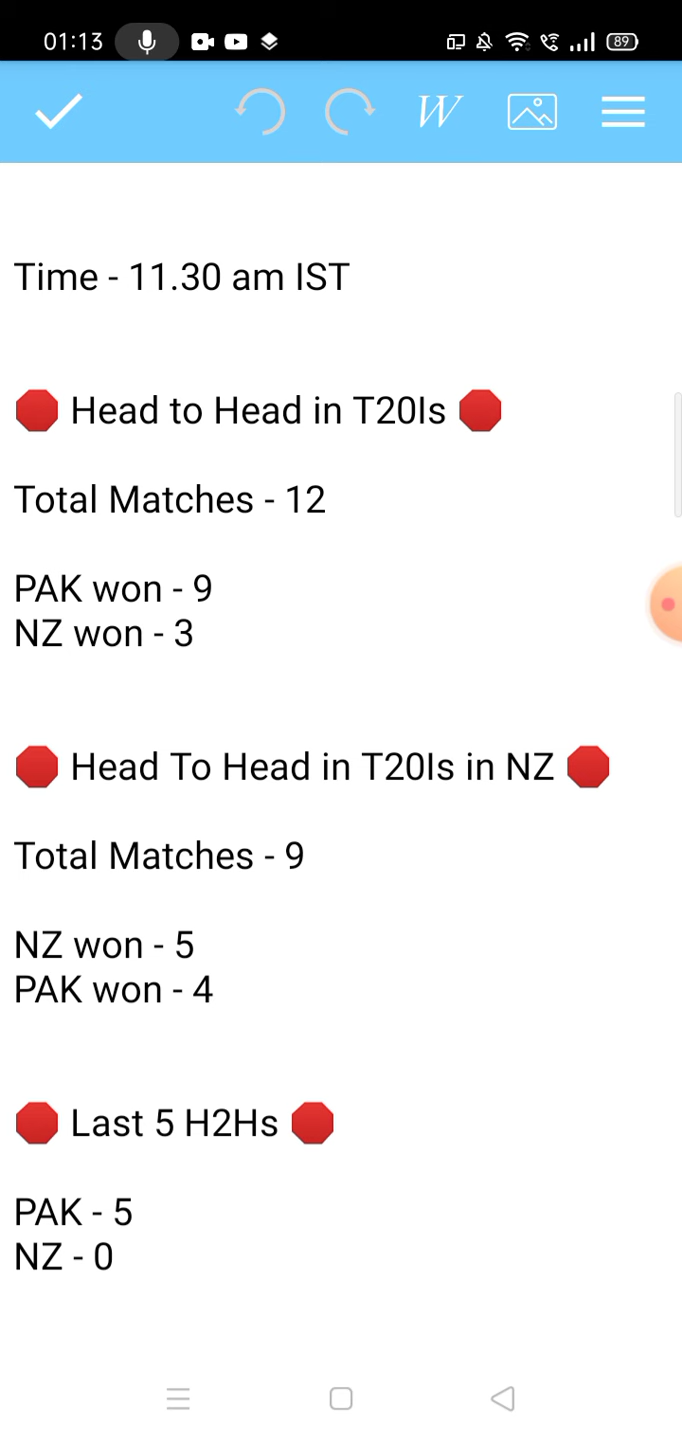 01:13
89
W
Time - 11.30 am IST
🛑 Head to Head in T20Is 🛑
Total Matches - 12
PAK won - 9
NZ won - 3
🛑 Head To Head in T20Is in NZ 🛑
Total Matches - 9
NZ won - 5
PAK won - 4
🛑 Last 5 H2Hs 🛑
PAK - 5
NZ - 0